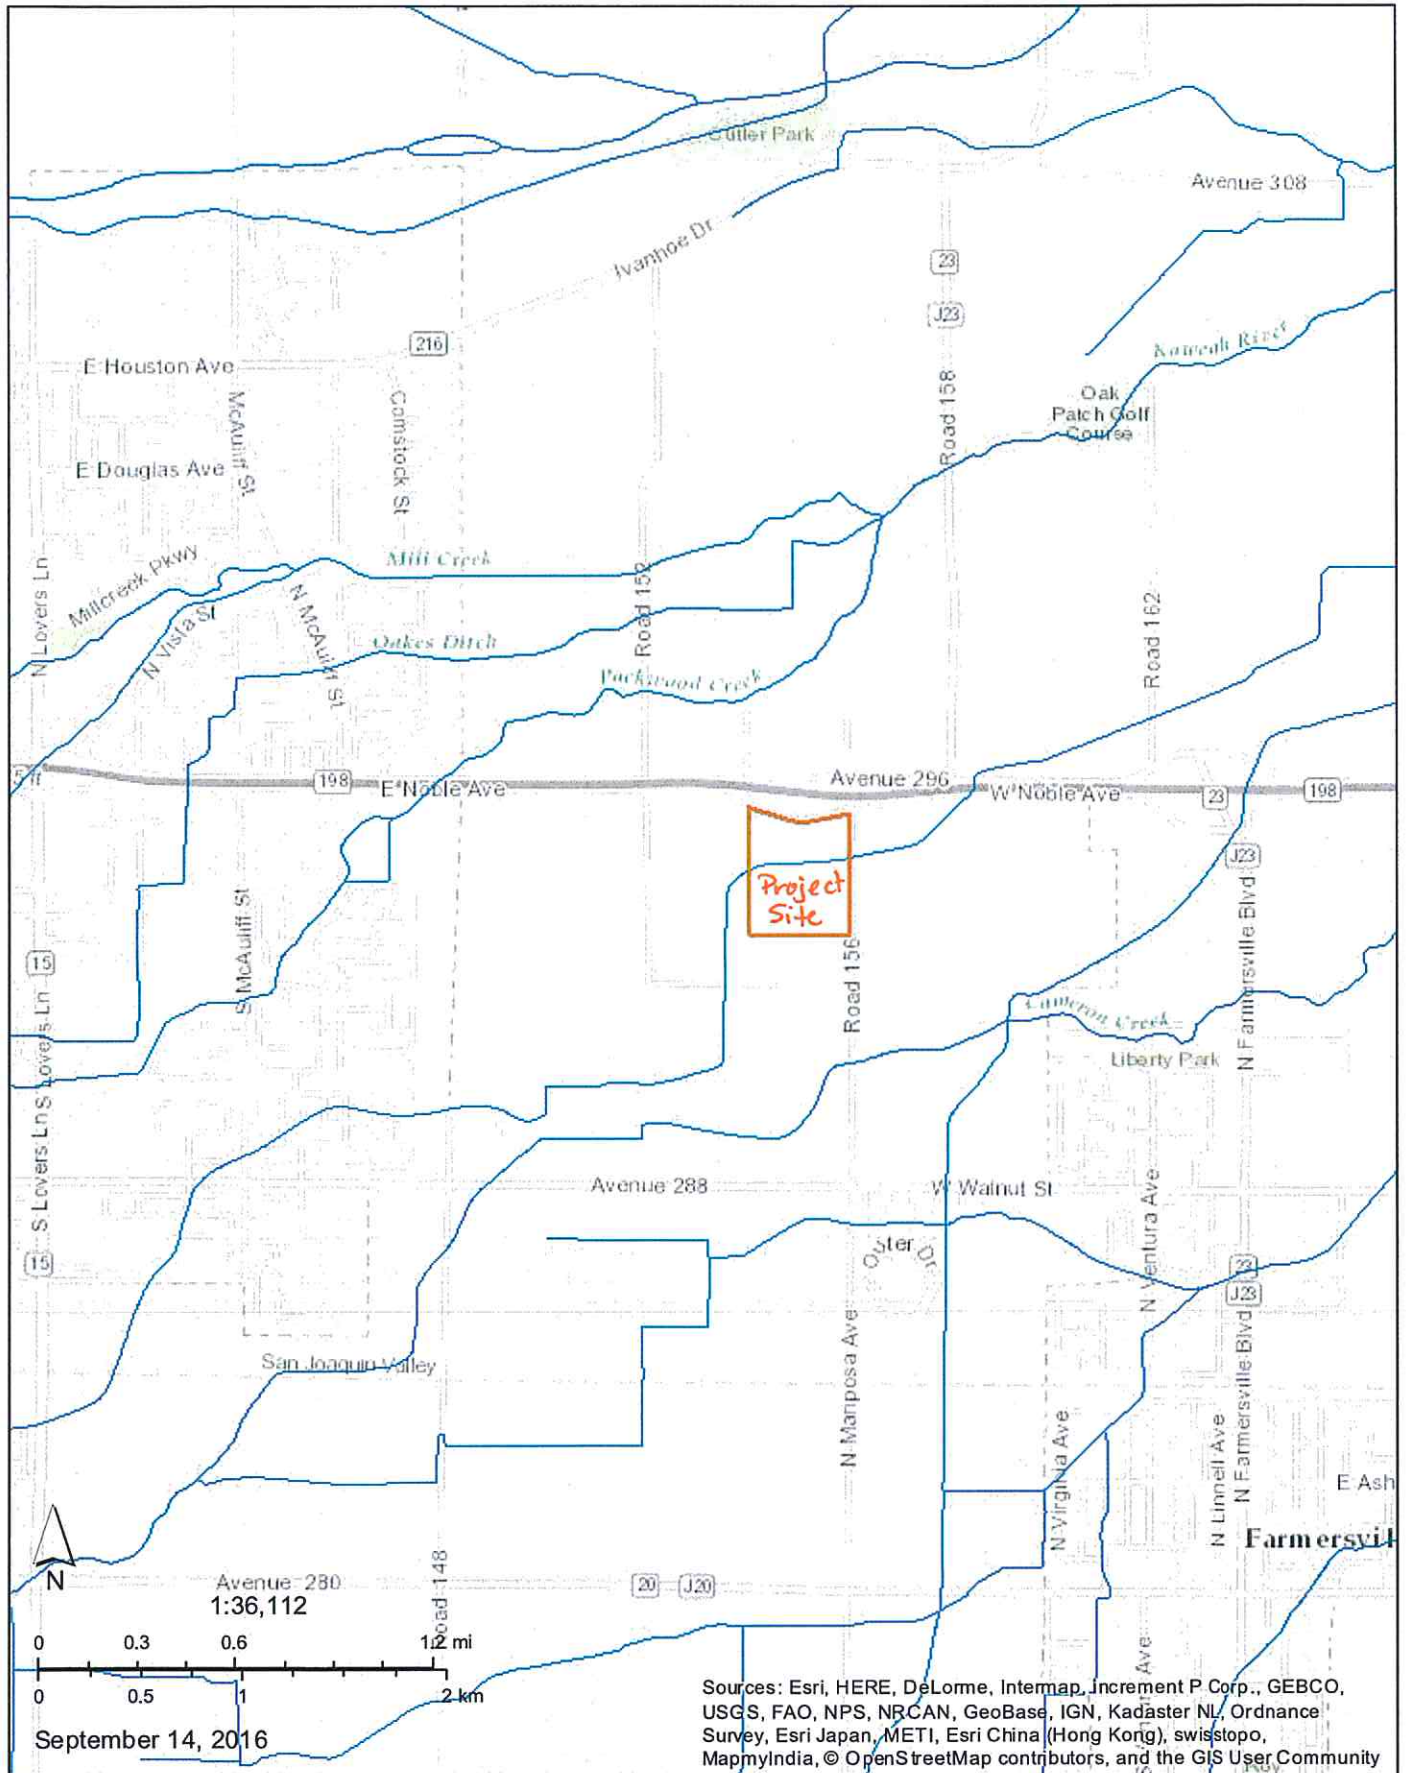 Cutler Park
Avenue 308
Ivanhoe Dr
23
J23
216
E Houston Ave
Kaweah River
McAuliff St
Comstock St
Road 158
Oak
Patch Golf
Course
E Douglas Ave
N Lovers Ln
Millcreek Pkwy
Mill Creek
Road 152
N Vista St
N McAuliff St
Oakes Ditch
Packwood Creek
Road 162
198
E Noble Ave
Avenue 296
W Noble Ave
23
198
J23
Project
Site
S McAuliff St
15
Road 156
N Farmersville Blvd
S Lovers Ln
Cameron Creek
Liberty Park
S Lovers Ln
Avenue 288
W Walnut St
15
Oster Dr
N Ventura Ave
23
J23
San Joaquin Valley
N Mariposa Ave
N Virginia Ave
N Linnell Ave
N Farmersville Blvd
E Ash
Farmersvil
N
Avenue 280
Road 148
20
J20
1:36,112
0 0.3 0.6 1.2 mi
0 0.5 1 2 km
September 14, 2016
Sources: Esri, HERE, DeLorme, Intermap, increment P Corp., GEBCO,
USGS, FAO, NPS, NRCAN, GeoBase, IGN, Kadaster NL, Ordnance
Survey, Esri Japan, METI, Esri China (Hong Kong), swisstopo,
MapmyIndia, © OpenStreetMap contributors, and the GIS User Community